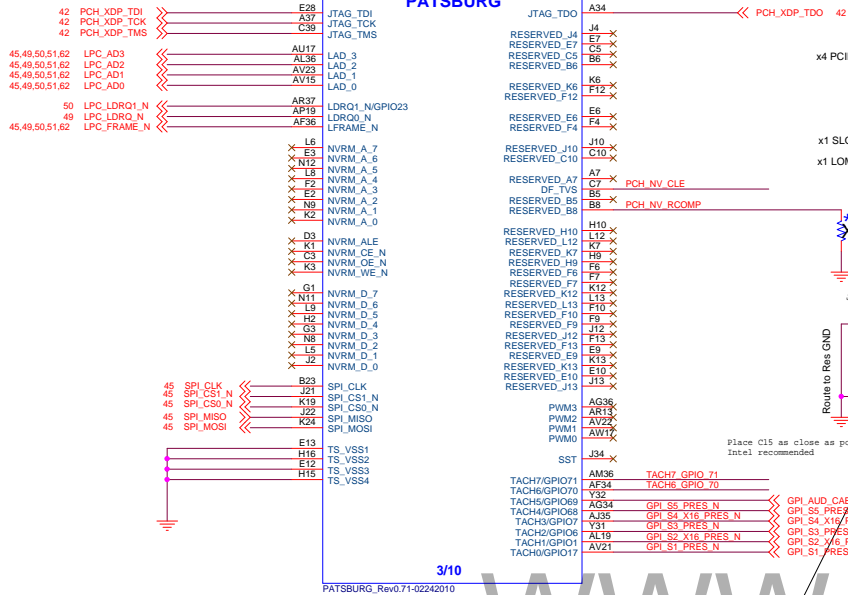 PATSBURG
42 PCH_XDP_TDI E28 JTAG_TDI
42 PCH_XDP_TCK A37 JTAG_TCK
42 PCH_XDP_TMS C39 JTAG_TMS
45,49,50,51,62 LPC_AD3 AU17 LAD_3
45,49,50,51,62 LPC_AD2 AL36 LAD_2
45,49,50,51,62 LPC_AD1 AV23 LAD_1
45,49,50,51,62 LPC_AD0 AV15 LAD_0
50 LPC_LDRQ1_N AR37 LDRQ1_N/GPIO23
49 LPC_LDRQ_N AP19 LDRQ0_N
45,49,50,51,62 LPC_FRAME_N AF36 LFRAME_N
L6 NVRM_A_7
E3 NVRM_A_6
N12 NVRM_A_5
L8 NVRM_A_4
F2 NVRM_A_3
E2 NVRM_A_2
N9 NVRM_A_1
K2 NVRM_A_0
D3 NVRM_ALE
K1 NVRM_CE_N
C3 NVRM_OE_N
K3 NVRM_WE_N
G1 NVRM_D_7
N11 NVRM_D_6
L9 NVRM_D_5
H2 NVRM_D_4
G3 NVRM_D_3
N8 NVRM_D_2
L5 NVRM_D_1
J2 NVRM_D_0
45 SPI_CLK B23 SPI_CLK
45 SPI_CS1_N J21 SPI_CS1_N
45 SPI_CS0_N K19 SPI_CS0_N
45 SPI_MISO J22 SPI_MISO
45 SPI_MOSI K24 SPI_MOSI
E13 TS_VSS1
H16 TS_VSS2
E12 TS_VSS3
H15 TS_VSS4
JTAG_TDO A34 PCH_XDP_TDO 42
RESERVED_J4 J4
RESERVED_E7 E7
RESERVED_C5 C5
RESERVED_B6 B6
RESERVED_K6 K6
RESERVED_F12 F12
RESERVED_E6 E6
RESERVED_F4 F4
RESERVED_J10 J10
RESERVED_C10 C10
RESERVED_A7 A7
DF_TVS C7 PCH_NV_CLE
RESERVED_B5 B5
RESERVED_B8 B8 PCH_NV_RCOMP
RESERVED_H10 H10
RESERVED_L12 L12
RESERVED_K7 K7
RESERVED_H9 H9
RESERVED_F6 F6
RESERVED_F7 F7
RESERVED_K12 K12
RESERVED_L13 L13
RESERVED_F10 F10
RESERVED_F9 F9
RESERVED_J12 J12
RESERVED_F13 F13
RESERVED_E9 E9
RESERVED_K13 K13
RESERVED_E10 E10
RESERVED_J13 J13
PWM3 AG36
PWM2 AR13
PWM1 AV22
PWM0 AW17
SST J34
TACH7/GPIO71 AM36 TACH7_GPIO_71
TACH6/GPIO70 AF34 TACH6_GPIO_70
TACH5/GPIO69 Y32 GPI_AUD_CAB
TACH4/GPIO68 AG34 GPI_S5_PRES_N GPI_S5_PRES
TACH3/GPIO7 AJ35 GPI_S4_X16_PRES_N GPI_S4_X16_P
TACH2/GPIO6 Y31 GPI_S3_PRES_N GPI_S3_PRES
TACH1/GPIO1 AL19 GPI_S2_X16_PRES_N GPI_S2_X16_P
TACH0/GPIO17 AV21 GPI_S1_PRES_N GPI_S1_PRES
x4 PCI
x1 SLO
x1 LOM
Route to Res GND
Place C15 as close as po
Intel recommended
3/10
PATSBURG_Rev0.71-02242010
www